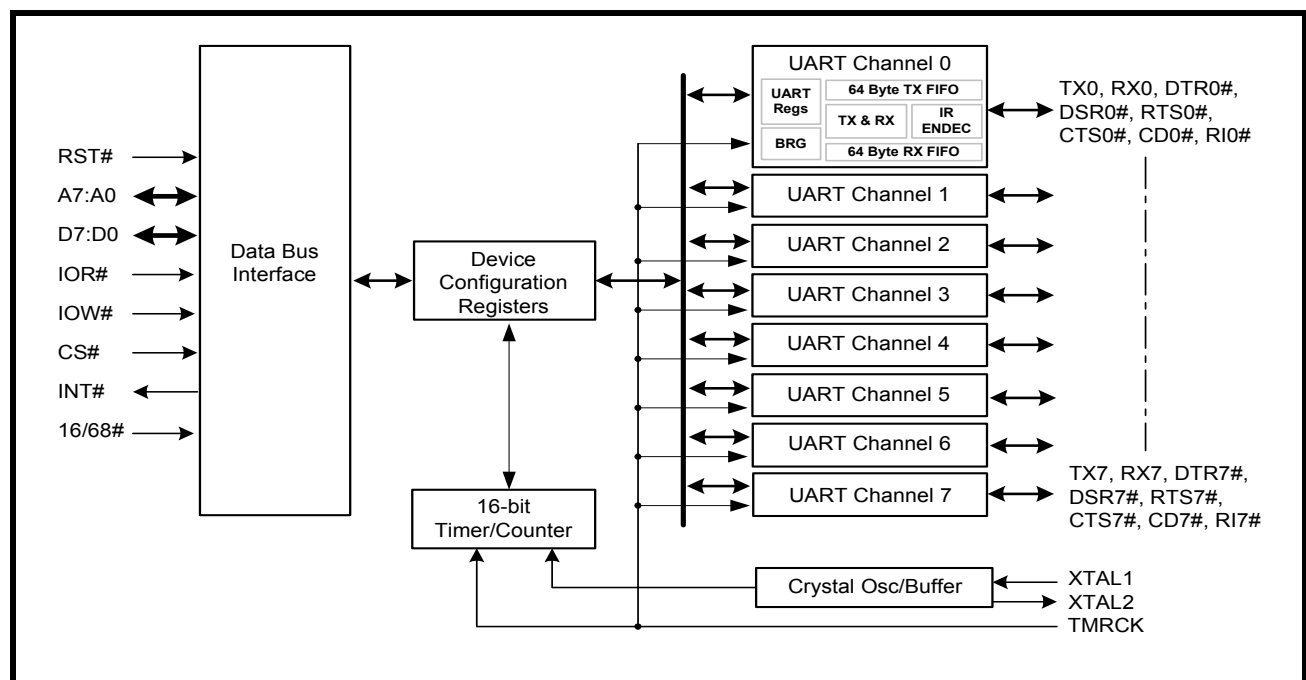 RST#
A7:A0
D7:D0
IOR#
IOW#
CS#
INT#
16/68#
Data Bus
Interface
Device
Configuration
Registers
16-bit
Timer/Counter
UART Channel 0
UART
Regs
BRG
64 Byte TX FIFO
TX & RX
IR
ENDEC
64 Byte RX FIFO
UART Channel 1
UART Channel 2
UART Channel 3
UART Channel 4
UART Channel 5
UART Channel 6
UART Channel 7
Crystal Osc/Buffer
TX0, RX0, DTR0#,
DSR0#, RTS0#,
CTS0#, CD0#, RI0#
TX7, RX7, DTR7#,
DSR7#, RTS7#,
CTS7#, CD7#, RI7#
XTAL1
XTAL2
TMRCK